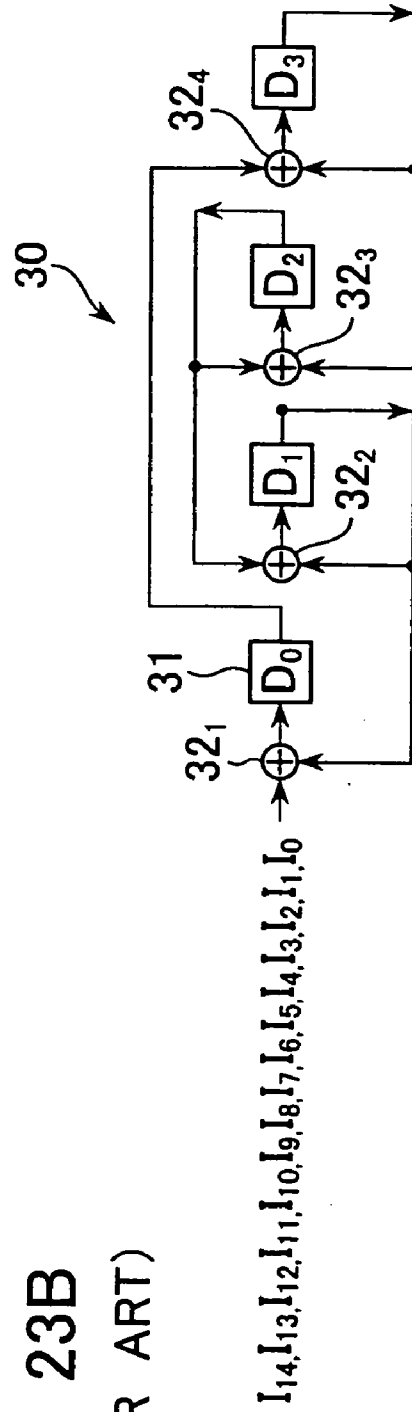 23B
R ART)
30
I14,I13,I12,I11,I10,I9,I8,I7,I6,I5,I4,I3,I2,I1,I0
321
31
D0
322
D1
323
D2
324
D3